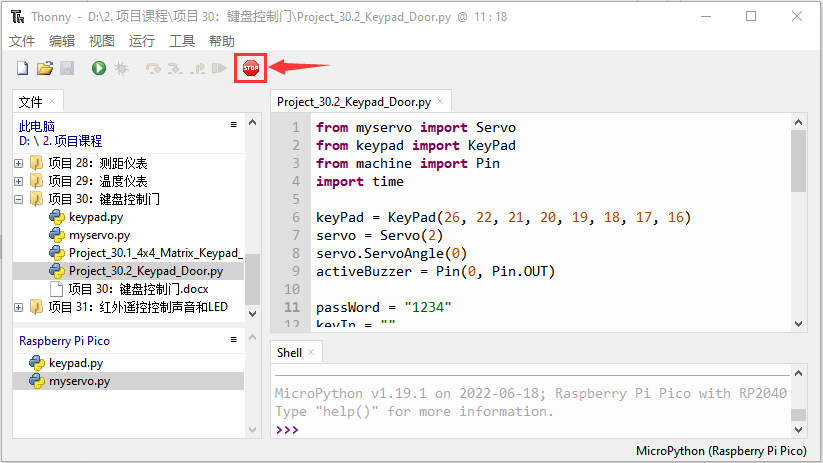 Thonny - D:\2. 项目课程\项目 30：键盘控制门\Project_30.2_Keypad_Door.py @ 11 : 18
文件 编辑 视图 运行 工具 帮助
STOP
文件
此电脑
D: \ 2. 项目课程
项目 28：测距仪表
项目 29：温度仪表
项目 30：键盘控制门
keypad.py
myservo.py
Project_30.1_4x4_Matrix_Keypad_
Project_30.2_Keypad_Door.py
项目 30：键盘控制门.docx
项目 31：红外遥控控制声音和LED
Raspberry Pi Pico
keypad.py
myservo.py
Project_30.2_Keypad_Door.py
1 from myservo import Servo
2 from keypad import KeyPad
3 from machine import Pin
4 import time
5
6 keyPad = KeyPad(26, 22, 21, 20, 19, 18, 17, 16)
7 servo = Servo(2)
8 servo.ServoAngle(0)
9 activeBuzzer = Pin(0, Pin.OUT)
10
11 passWord = "1234"
12 keyIn = ""
Shell
MicroPython v1.19.1 on 2022-06-18; Raspberry Pi Pico with RP2040
Type "help()" for more information.
>>>
MicroPython (Raspberry Pi Pico)